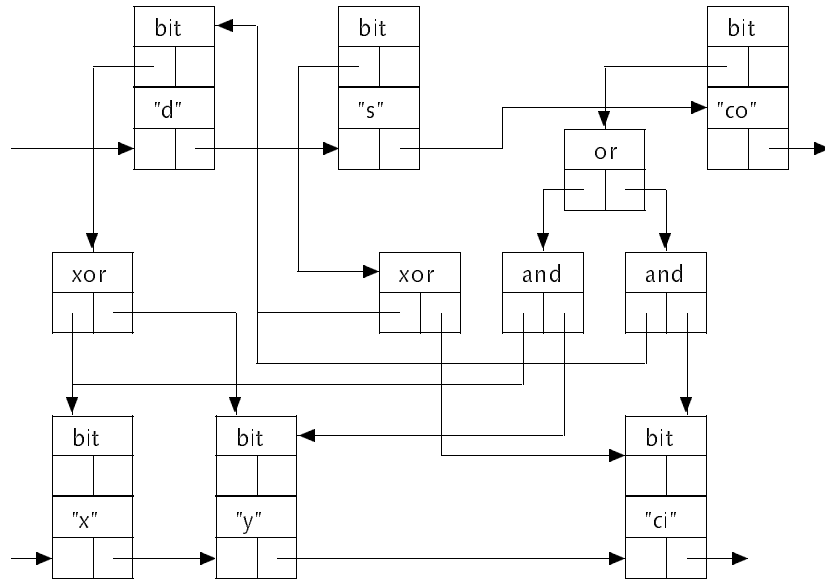 bit
bit
bit
"d"
"s"
"co"
or
xor
xor
and
and
bit
bit
bit
"x"
"y"
"ci"